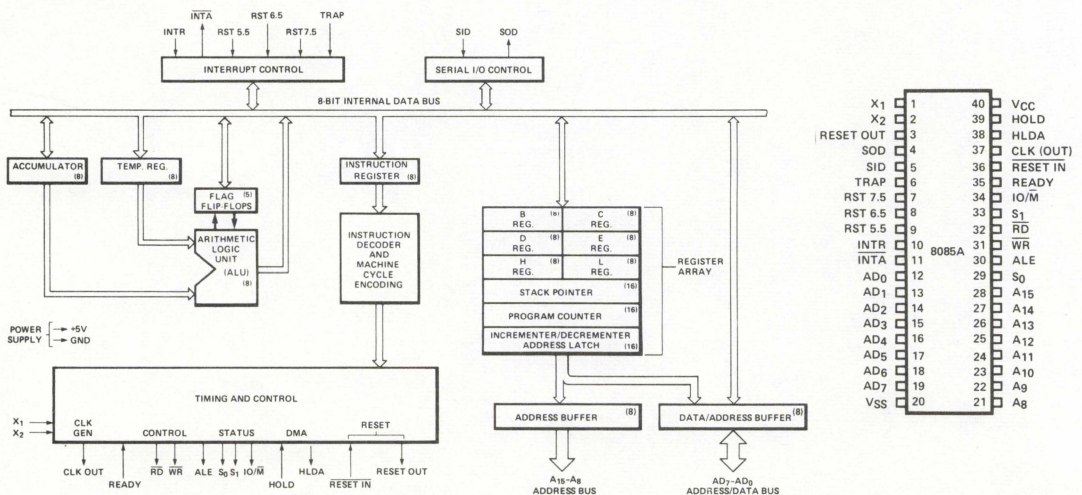 INTA
RST 6.5
TRAP
INTR
RST 5.5
RST7.5
SID
SOD
INTERRUPT CONTROL
SERIAL I/O CONTROL
8-BIT INTERNAL DATA BUS
ACCUMULATOR
(8)
TEMP. REG.
(8)
INSTRUCTION
REGISTER (8)
FLAG (5)
FLIP-FLOPS
ARITHMETIC
LOGIC
UNIT
(ALU)
(8)
INSTRUCTION
DECODER
AND
MACHINE
CYCLE
ENCODING
B (8) C (8)
REG. REG.
D (8) E (8)
REG. REG.
H (8) L (8)
REG. REG.
STACK POINTER (16)
PROGRAM COUNTER (16)
INCREMENTER/DECREMENTER
ADDRESS LATCH (16)
REGISTER
ARRAY
POWER
SUPPLY
+5V
GND
TIMING AND CONTROL
X1
X2
CLK
GEN
CONTROL
STATUS
DMA
RESET
CLK OUT
READY
RD
WR
ALE
S0
S1
IO/M
HOLD
HLDA
RESET IN
RESET OUT
ADDRESS BUFFER (8)
DATA/ADDRESS BUFFER (8)
A15-A8
ADDRESS BUS
AD7-AD0
ADDRESS/DATA BUS
X1 1 40 VCC
X2 2 39 HOLD
RESET OUT 3 38 HLDA
SOD 4 37 CLK (OUT)
SID 5 36 RESET IN
TRAP 6 35 READY
RST 7.5 7 34 IO/M
RST 6.5 8 33 S1
RST 5.5 9 32 RD
INTR 10 31 WR
8085A
INTA 11 30 ALE
AD0 12 29 S0
AD1 13 28 A15
AD2 14 27 A14
AD3 15 26 A13
AD4 16 25 A12
AD5 17 24 A11
AD6 18 23 A10
AD7 19 22 A9
VSS 20 21 A8